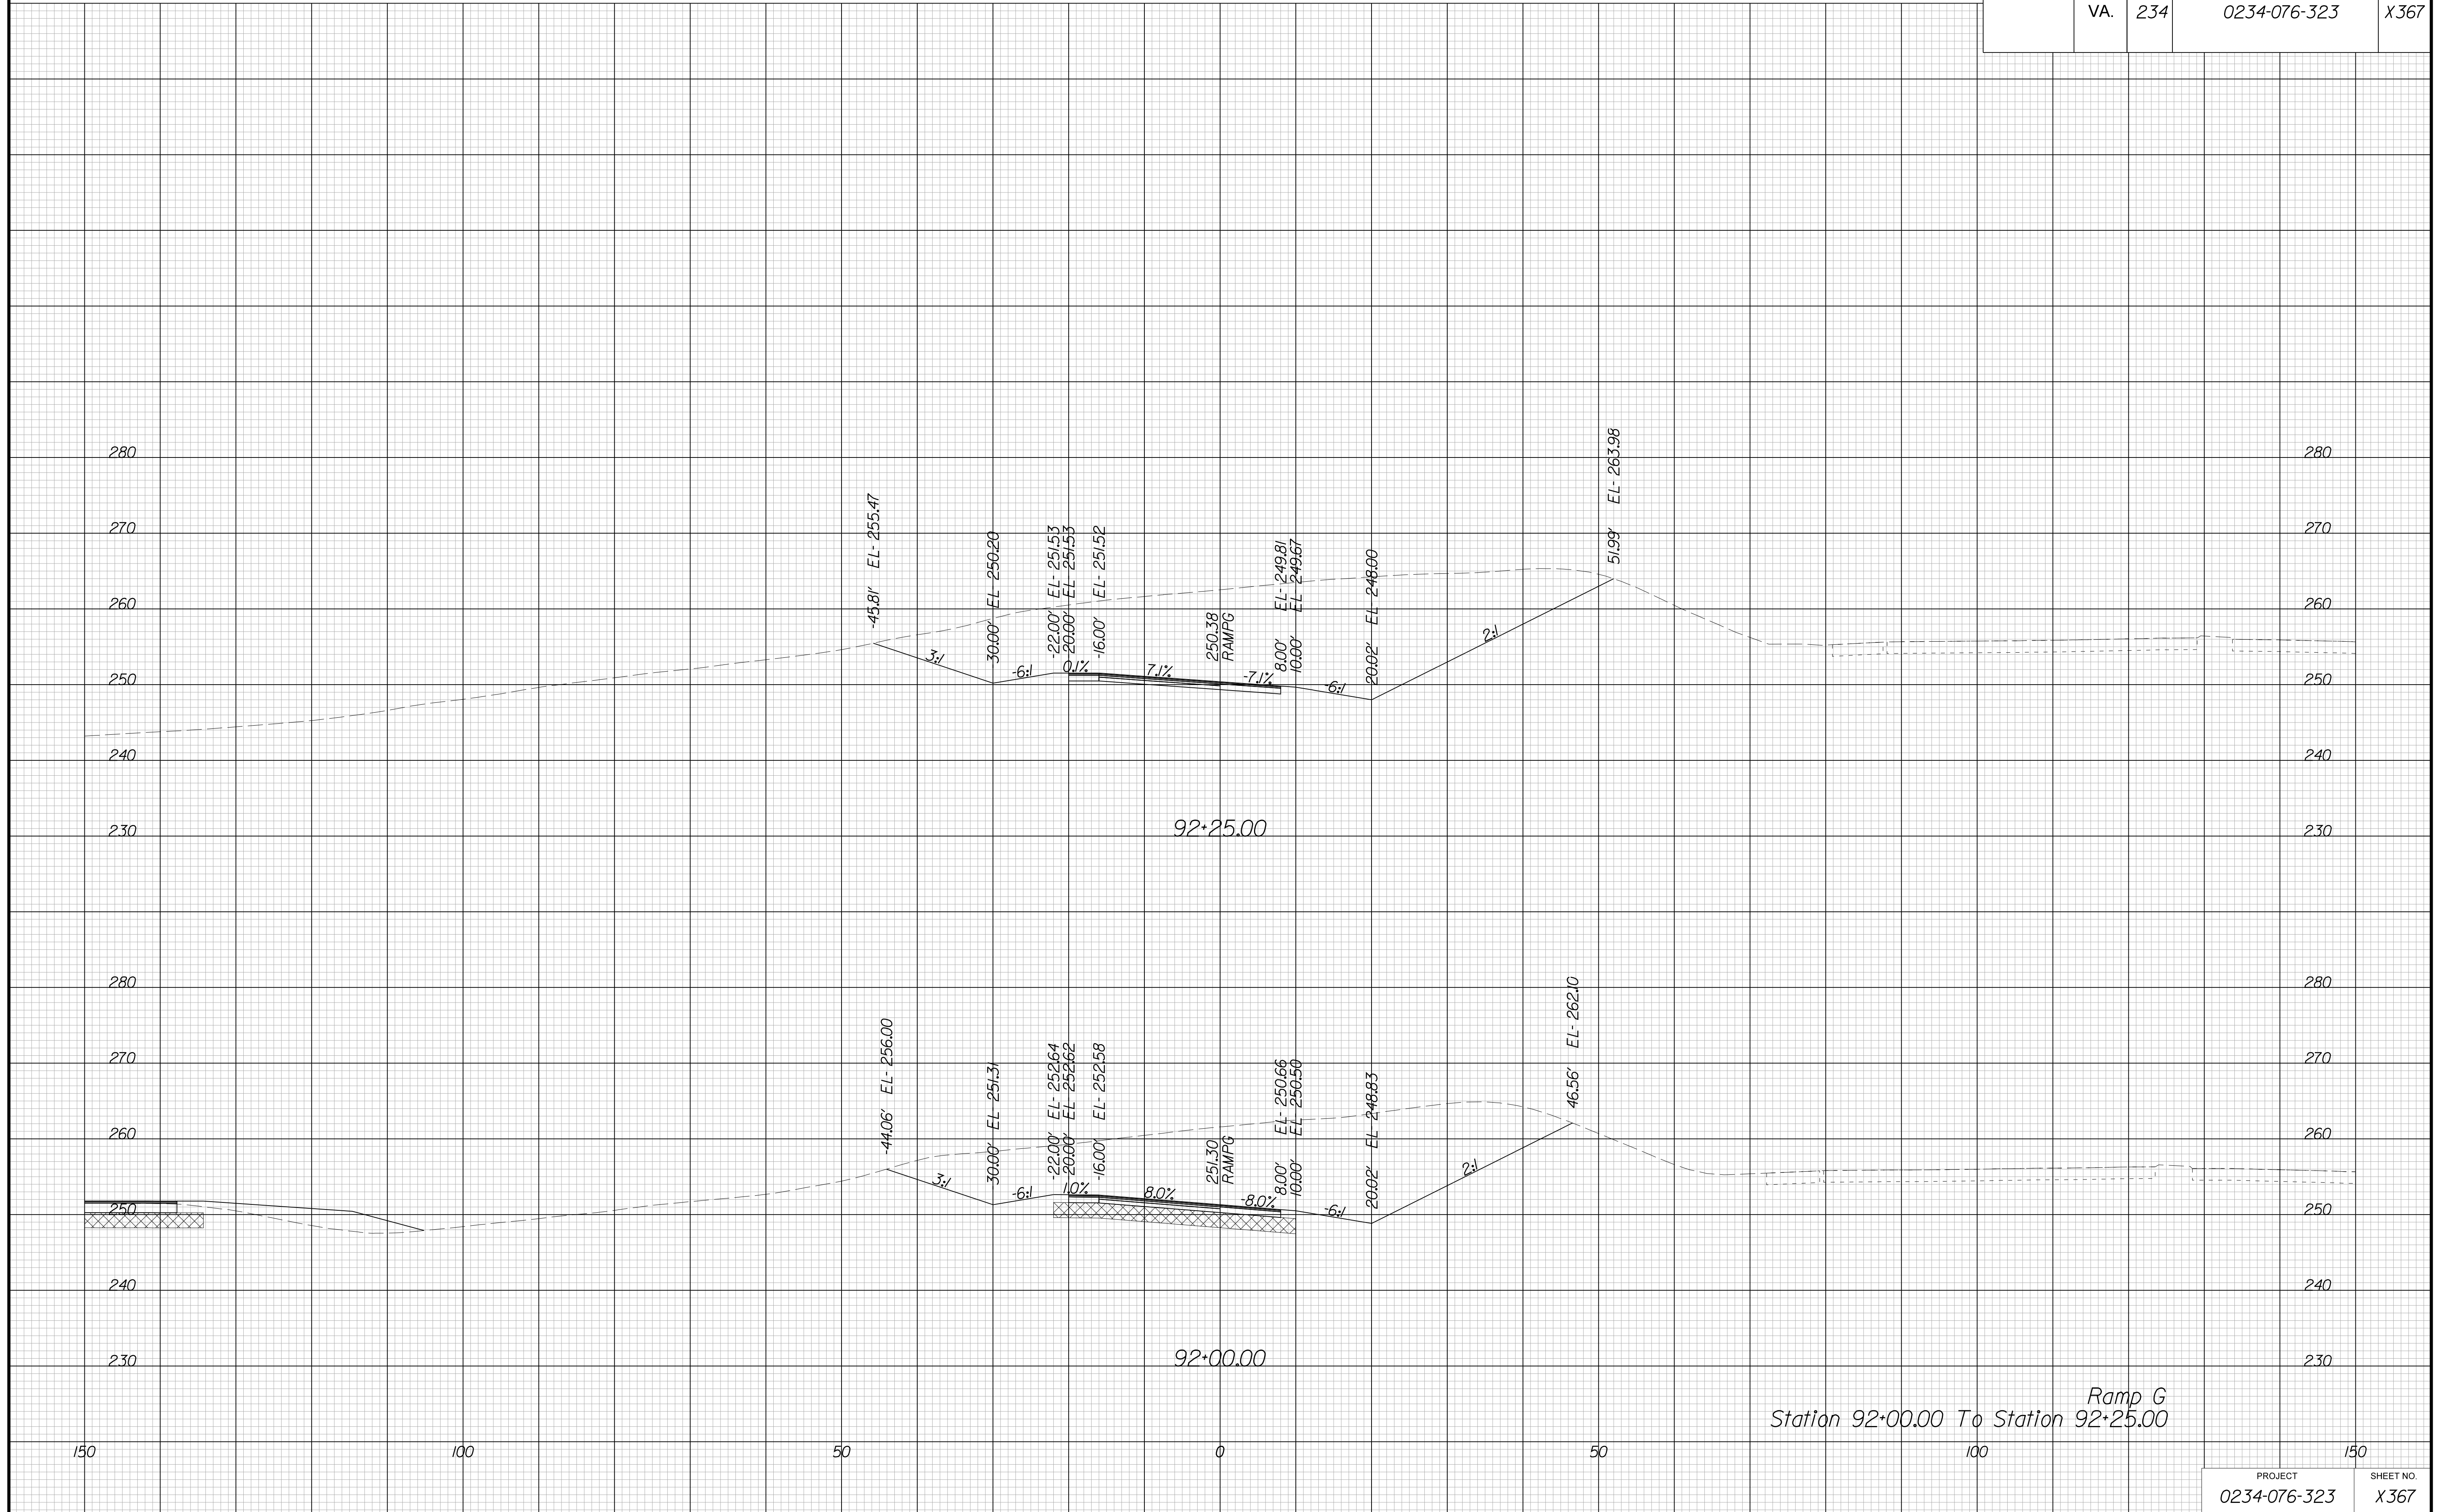 VA. 234 0234-076-323 X367
280 280
EL- 263.98
51.99'
270 270
-45.81' EL- 255.47
30.00' EL 250.20
-22.00' EL- 251.53
20.00' EL 251.53
-16.00' EL- 251.52
250.38
RAMPG
8.00' EL- 249.81
10.00' EL 249.67
20.02' EL 248.00
260 260
3:1 -6:1 0.1% 7.1% -7.1% -6:1 2:1
250 250
240 240
230 230
92+25.00
280 280
46.56' EL- 262.10
270 270
-44.06' EL- 256.00
30.00' EL 251.31
-22.00' EL- 252.64
20.00' EL 252.62
-16.00' EL- 252.58
251.30
RAMPG
8.00' EL- 250.66
10.00' EL 250.50
20.02' EL 248.83
260 260
3:1 -6:1 1.0% 8.0% -8.0% -6:1 2:1
250 250
240 240
230 230
92+00.00
Ramp G
Station 92+00.00 To Station 92+25.00
150 100 50 0 50 100 150
PROJECT SHEET NO.
0234-076-323 X367